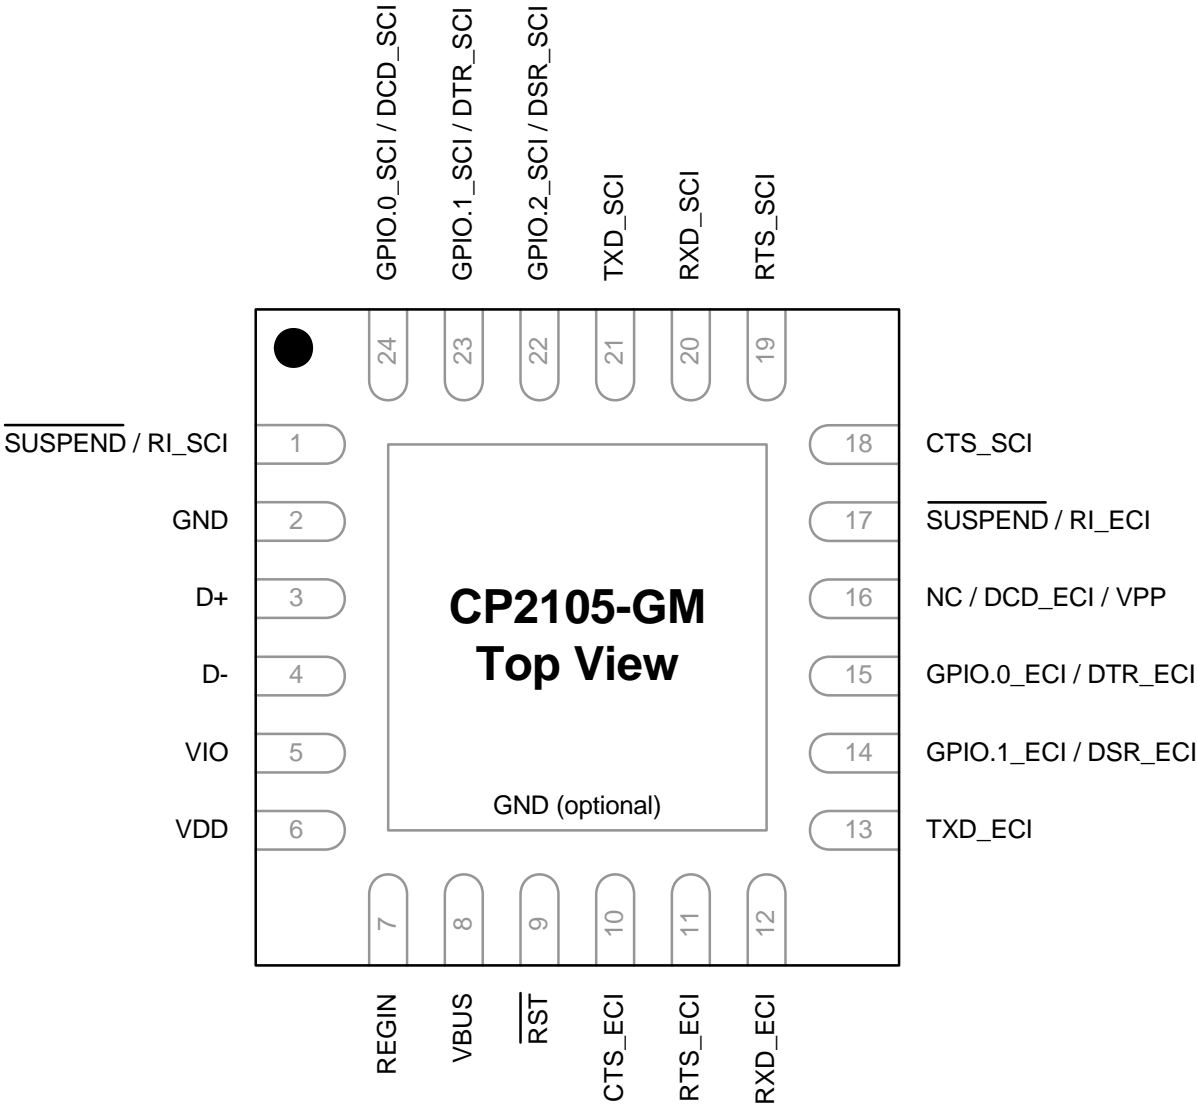 GPIO.0_SCI / DCD_SCI
GPIO.1_SCI / DTR_SCI
GPIO.2_SCI / DSR_SCI
TXD_SCI
RXD_SCI
RTS_SCI
24
23
22
21
20
19
SUSPEND / RI_SCI
1
18
CTS_SCI
GND
2
17
SUSPEND / RI_ECI
D+
3
16
NC / DCD_ECI / VPP
D-
4
15
GPIO.0_ECI / DTR_ECI
VIO
5
14
GPIO.1_ECI / DSR_ECI
VDD
6
13
TXD_ECI
CP2105-GM
Top View
GND (optional)
7
8
9
10
11
12
REGIN
VBUS
RST
CTS_ECI
RTS_ECI
RXD_ECI